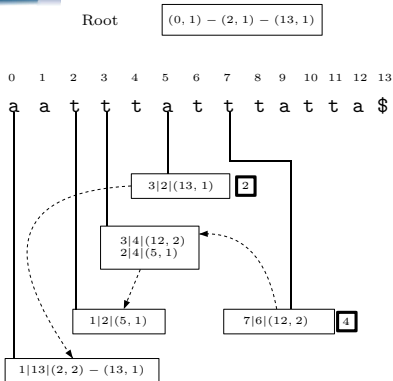 Root (0, 1) − (2, 1) − (13, 1)
0 1 2 3 4 5 6 7 8 9 10 11 12 13
a a t t t a t t t a t t a $
3|2|(13, 1) 2
3|4|(12, 2)
2|4|(5, 1)
1|2|(5, 1) 7|6|(12, 2) 4
1|13|(2, 2) − (13, 1)